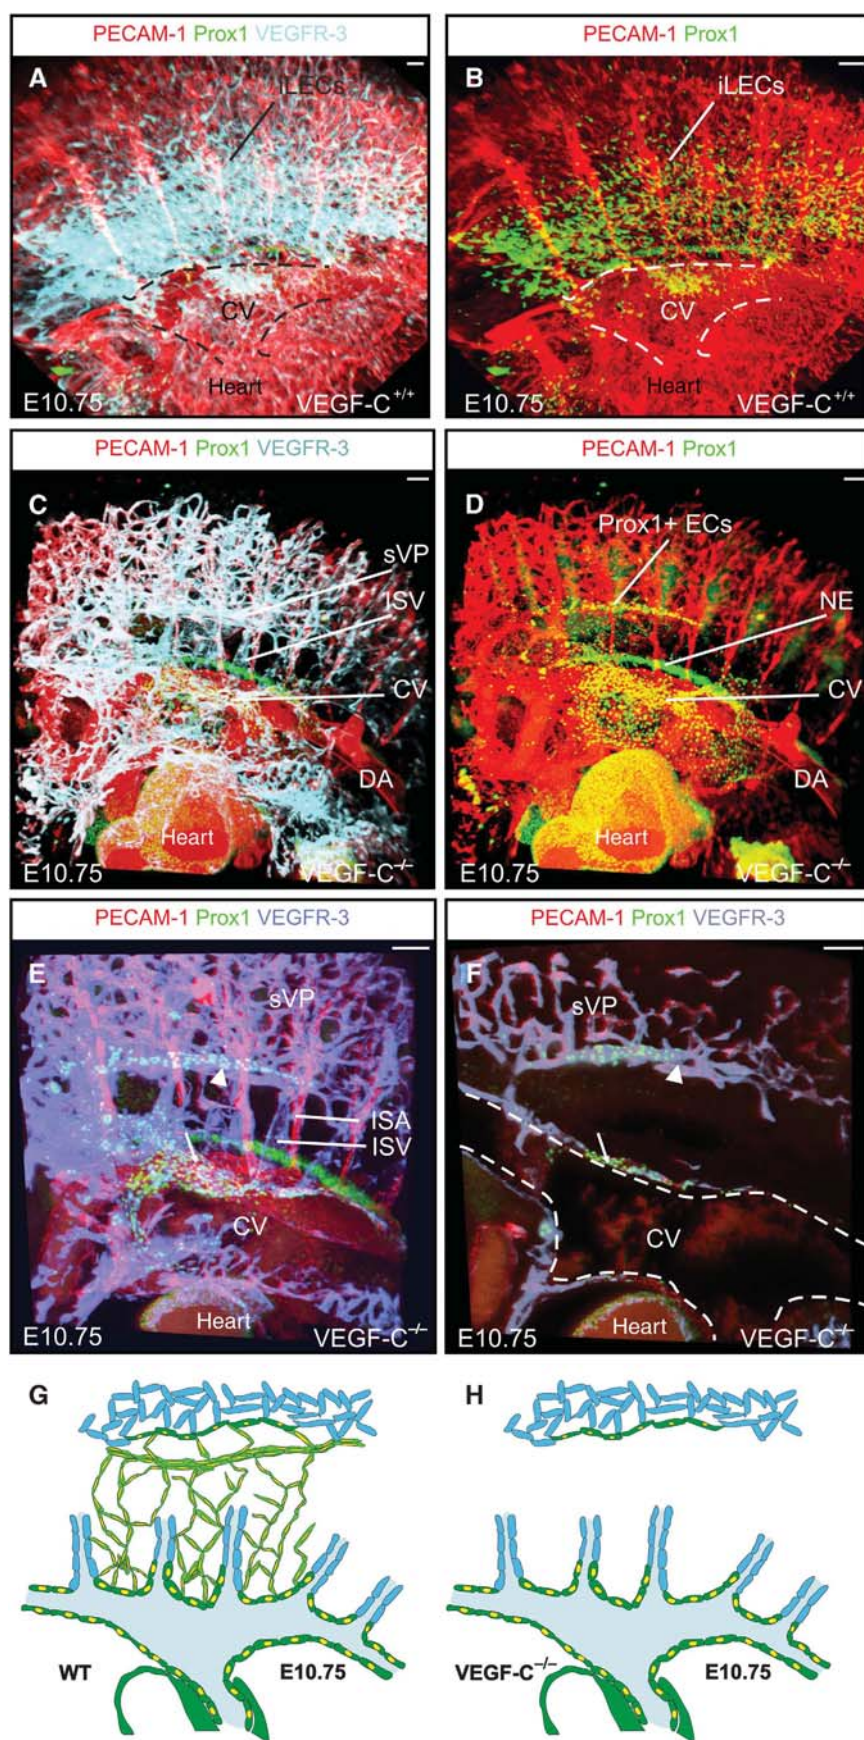 PECAM-1 Prox1 VEGFR-3
A
iLECs
CV
Heart
E10.75
VEGF-C+/+
PECAM-1 Prox1
B
iLECs
CV
Heart
E10.75
VEGF-C+/+
PECAM-1 Prox1 VEGFR-3
C
sVP
ISV
CV
Heart
E10.75
VEGF-C−/−
PECAM-1 Prox1
D
Prox1+ ECs
NE
CV
DA
Heart
E10.75
VEGF-C−/−
PECAM-1 Prox1 VEGFR-3
E
sVP
ISA
ISV
CV
Heart
E10.75
VEGF-C−/−
PECAM-1 Prox1 VEGFR-3
F
sVP
CV
Heart
E10.75
VEGF-C−/−
G
WT
E10.75
H
VEGF-C−/−
E10.75